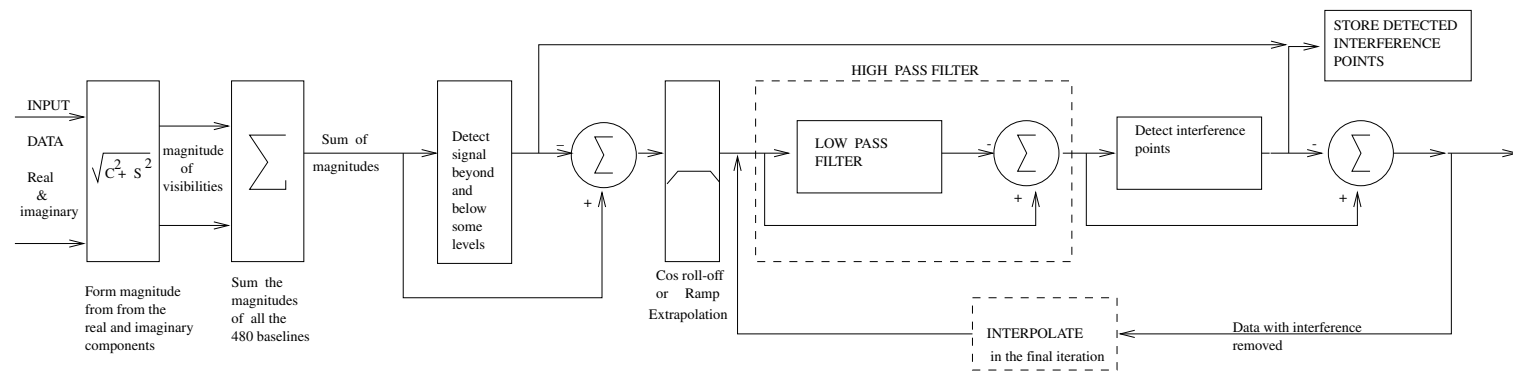 INPUT
DATA
Real
&
imaginary
√C²+ S²
Form magnitude
from from the
real and imaginary
components
magnitude
of
visibilities
∑
Sum the
magnitudes
of all the
480 baselines
Sum of
magnitudes
Detect
signal
beyond
and
below
some
levels
−
∑
+
Cos roll-off
or Ramp
Extrapolation
HIGH PASS FILTER
LOW PASS
FILTER
-
∑
+
Detect interference
points
-
∑
+
STORE DETECTED
INTERFERENCE
POINTS
INTERPOLATE
in the final iteration
Data with interference
removed